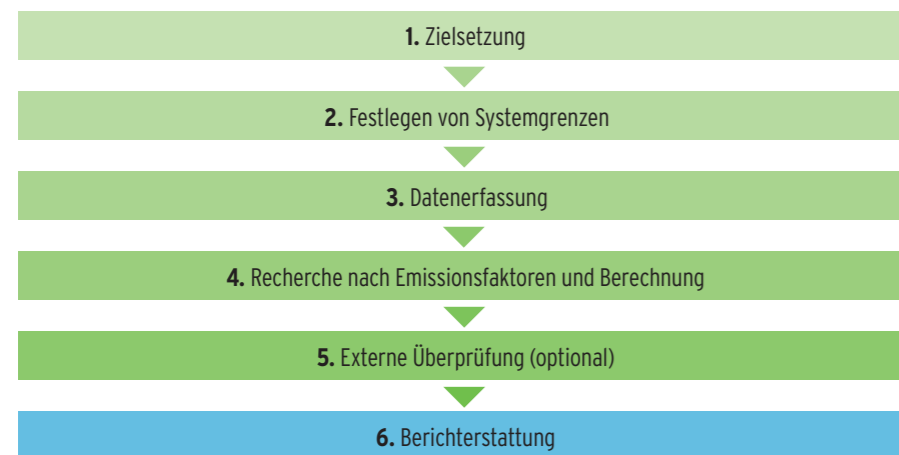 1. Zielsetzung
2. Festlegen von Systemgrenzen
3. Datenerfassung
4. Recherche nach Emissionsfaktoren und Berechnung
5. Externe Überprüfung (optional)
6. Berichterstattung